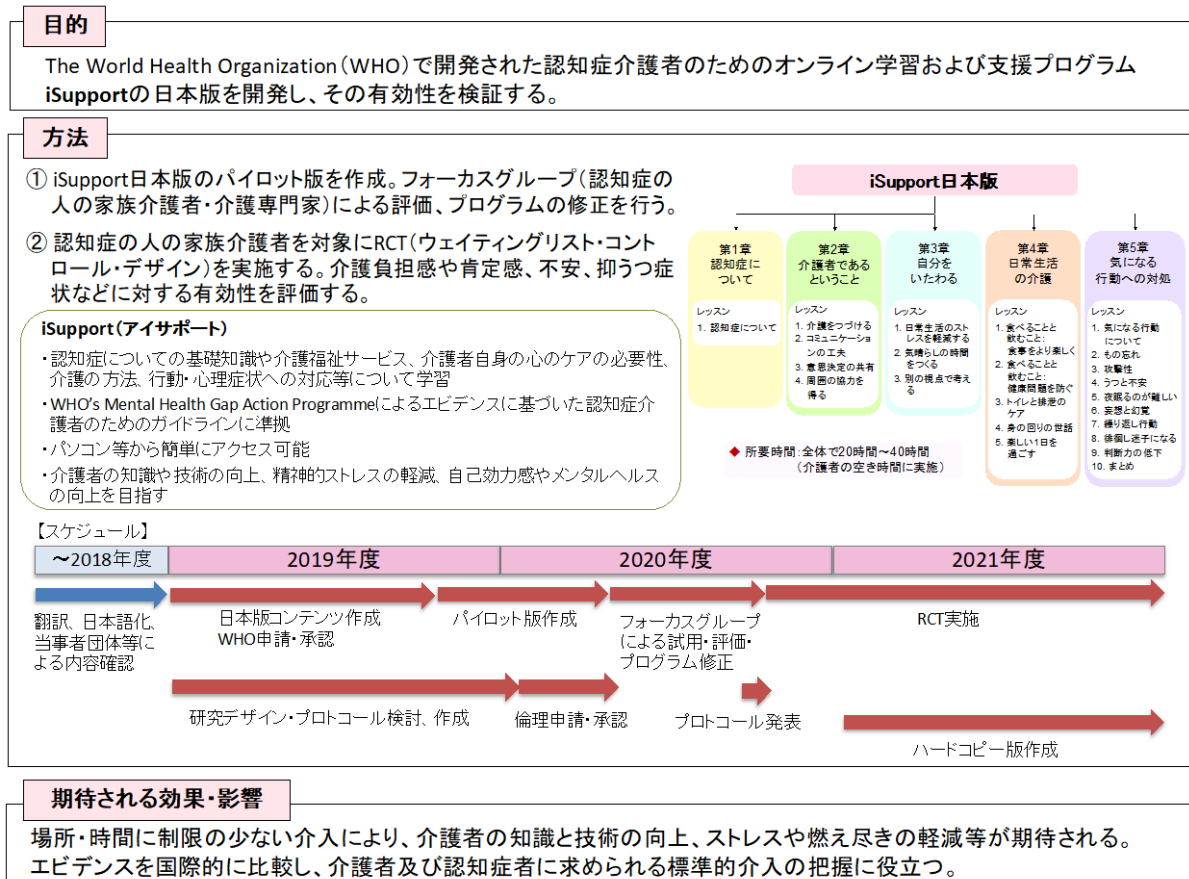 目的
The World Health Organization(WHO)で開発された認知症介護者のためのオンライン学習および支援プログラム
iSupportの日本版を開発し、その有効性を検証する。
方法
① iSupport日本版のパイロット版を作成。フォーカスグループ(認知症の
人の家族介護者・介護専門家)による評価、プログラムの修正を行う。
② 認知症の人の家族介護者を対象にRCT(ウェイティングリスト・コント
ロール・デザイン)を実施する。介護負担感や肯定感、不安、抑うつ症
状などに対する有効性を評価する。
iSupport(アイサポート)
・認知症についての基礎知識や介護福祉サービス、介護者自身の心のケアの必要性、
介護の方法、行動・心理症状への対応等について学習
・WHO's Mental Health Gap Action Programmeによるエビデンスに基づいた認知症介
護者のためのガイドラインに準拠
・パソコン等から簡単にアクセス可能
・介護者の知識や技術の向上、精神的ストレスの軽減、自己効力感やメンタルヘルス
の向上を目指す
iSupport日本版
第1章
認知症に
ついて
レッスン
1. 認知症について
第2章
介護者である
ということ
レッスン
1. 介護をつづける
2. コミュニケーショ
ンの工夫
3. 意思決定の共有
4. 周囲の協力を
得る
第3章
自分を
いたわる
レッスン
1. 日常生活のスト
レスを軽減する
2. 気晴らしの時間
をつくる
3. 別の視点で考え
る
第4章
日常生活
の介護
レッスン
1. 食べることと
飲むこと:
食事をより楽しく
2. 食べることと
飲むこと:
健康問題を防ぐ
3. トイレと排泄の
ケア
4. 身の回りの世話
5. 楽しい1日を
過ごす
第5章
気になる
行動への対処
レッスン
1. 気になる行動
について
2. もの忘れ
3. 攻撃性
4. うつと不安
5. 夜眠るのが難しい
6. 妄想と幻覚
7. 繰り返し行動
8. 徘徊し迷子になる
9. 判断力の低下
10. まとめ
◆ 所要時間:全体で20時間～40時間
(介護者の空き時間に実施)
【スケジュール】
～2018年度
2019年度
2020年度
2021年度
翻訳、日本語化、
当事者団体等に
よる内容確認
日本版コンテンツ作成
WHO申請・承認
パイロット版作成
フォーカスグループ
による試用・評価・
プログラム修正
RCT実施
研究デザイン・プロトコール検討、作成
倫理申請・承認
プロトコール発表
ハードコピー版作成
期待される効果・影響
場所・時間に制限の少ない介入により、介護者の知識と技術の向上、ストレスや燃え尽きの軽減等が期待される。
エビデンスを国際的に比較し、介護者及び認知症者に求められる標準的介入の把握に役立つ。